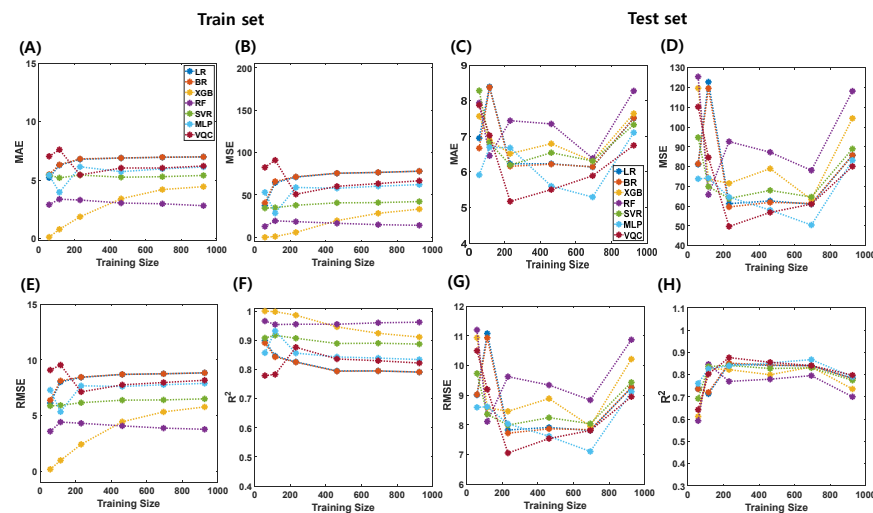 Train set
Test set
(A)
(B)
(C)
(D)
MAE
15
10
5
0
LR
BR
XGB
RF
SVR
MLP
VQC
0 200 400 600 800 1000
MSE
200
150
100
50
0
0 200 400 600 800 1000
MAE
9
8
7
6
5
4
0 200 400 600 800 1000
LR
BR
XGB
RF
SVR
MLP
VQC
MSE
130
120
110
100
90
80
70
60
50
40
0 200 400 600 800 1000
Training Size
Training Size
Training Size
Training Size
(E)
(F)
(G)
(H)
RMSE
15
10
5
0
0 200 400 600 800 1000
Training Size
R²
1
0.9
0.8
0.7
0.6
0.5
0.4
0 200 400 600 800 1000
Training Size
RMSE
12
11
10
9
8
7
6
0 200 400 600 800 1000
Training Size
R²
1.1
1
0.9
0.8
0.7
0.6
0.5
0.4
0.3
0 200 400 600 800 1000
Training Size